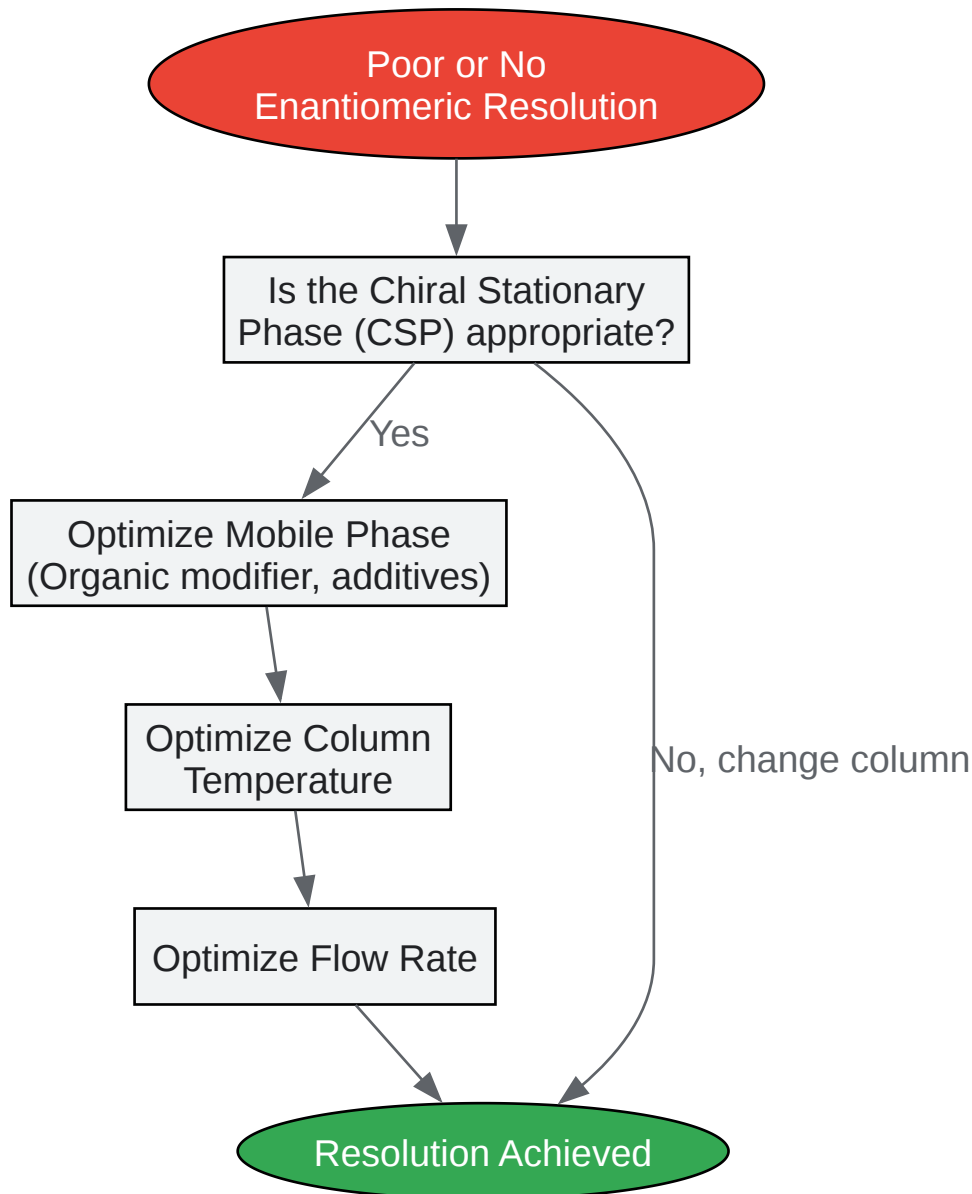 Poor or No
Enantiomeric Resolution
Is the Chiral Stationary
Phase (CSP) appropriate?
Yes
Optimize Mobile Phase
(Organic modifier, additives)
Optimize Column
Temperature
No, change column
Optimize Flow Rate
Resolution Achieved